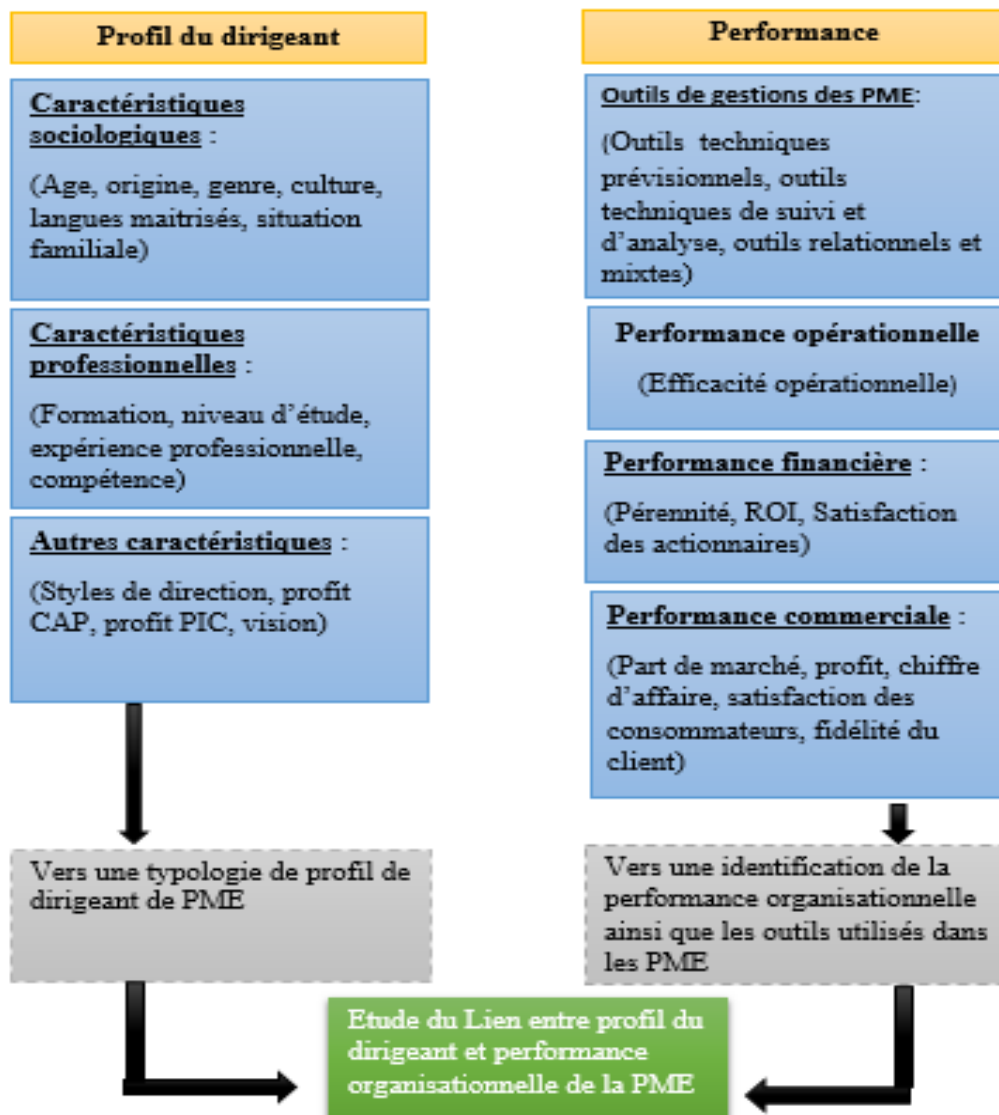 Profil du dirigeant
Caractéristiques
sociologiques :
(Age, origine, genre, culture,
langues maitrisés, situation
familiale)
Caractéristiques
professionnelles :
(Formation, niveau d'étude,
expérience professionnelle,
compétence)
Autres caractéristiques :
(Styles de direction, profit
CAP, profit PIC, vision)
Vers une typologie de profil de
dirigeant de PME
Performance
Outils de gestions des PME:
(Outils techniques
prévisionnels, outils
techniques de suivi et
d'analyse, outils relationnels et
mixtes)
Performance opérationnelle
(Efficacité opérationnelle)
Performance financière :
(Pérennité, ROI, Satisfaction
des actionnaires)
Performance commerciale :
(Part de marché, profit, chiffre
d'affaire, satisfaction des
consommateurs, fidélité du
client)
Vers une identification de la
performance organisationnelle
ainsi que les outils utilisés dans
les PME
Etude du Lien entre profil du
dirigeant et performance
organisationnelle de la PME